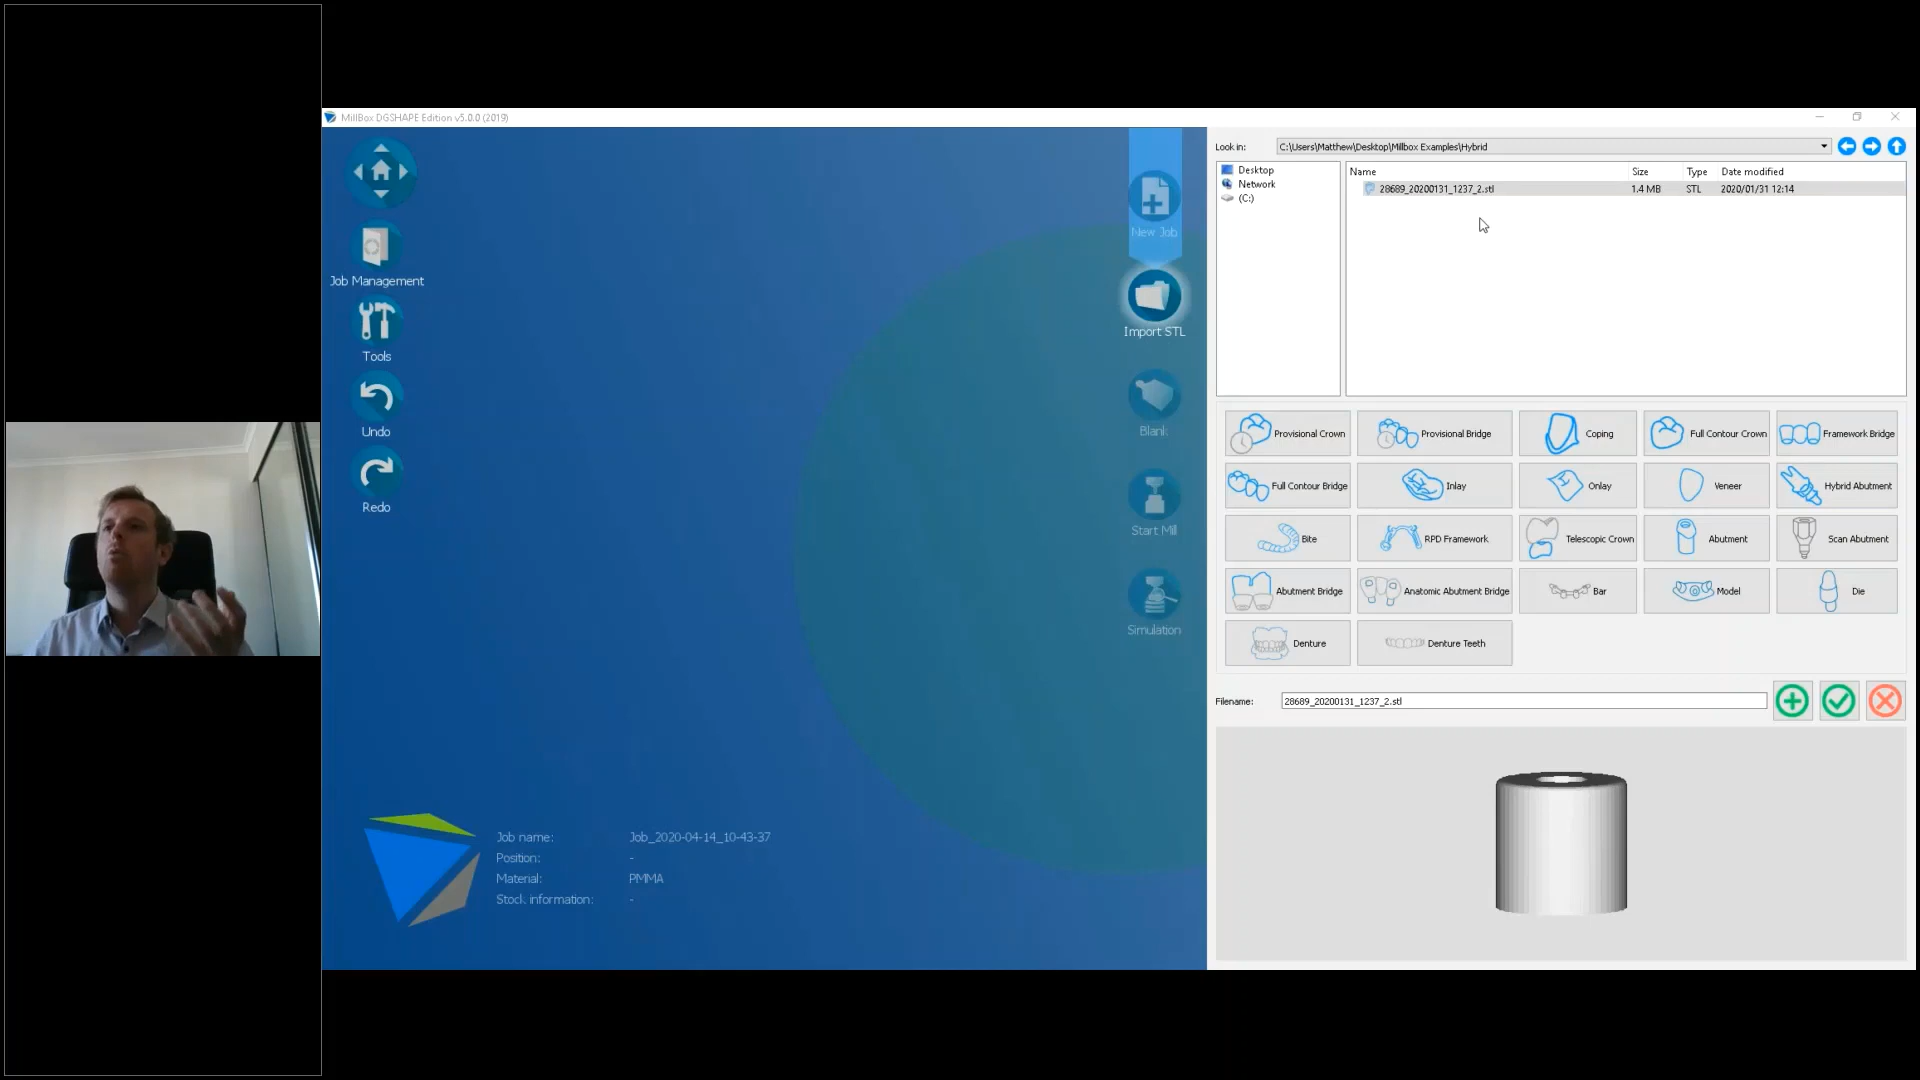 MillBox DGSHAPE Edition v5.0.0 (2019)
Job Management
Tools
Undo
Redo
New Job
Import STL
Blank
Start Mill
Simulation
Job name: Job_2020-04-14_10-43-37
Position: -
Material: PMMA
Stock information: -
Look in: C:\Users\Matthew\Desktop\Millbox Examples\Hybrid
Desktop
Network
(C:)
Name Size Type Date modified
28689_20200131_1237_2.stl 1.4 MB STL 2020/01/31 12:14
Provisional Crown Provisional Bridge Coping Full Contour Crown Framework Bridge
Full Contour Bridge Inlay Onlay Veneer Hybrid Abutment
Bite RPD Framework Telescopic Crown Abutment Scan Abutment
Abutment Bridge Anatomic Abutment Bridge Bar Model Die
Denture Denture Teeth
Filename: 28689_20200131_1237_2.stl